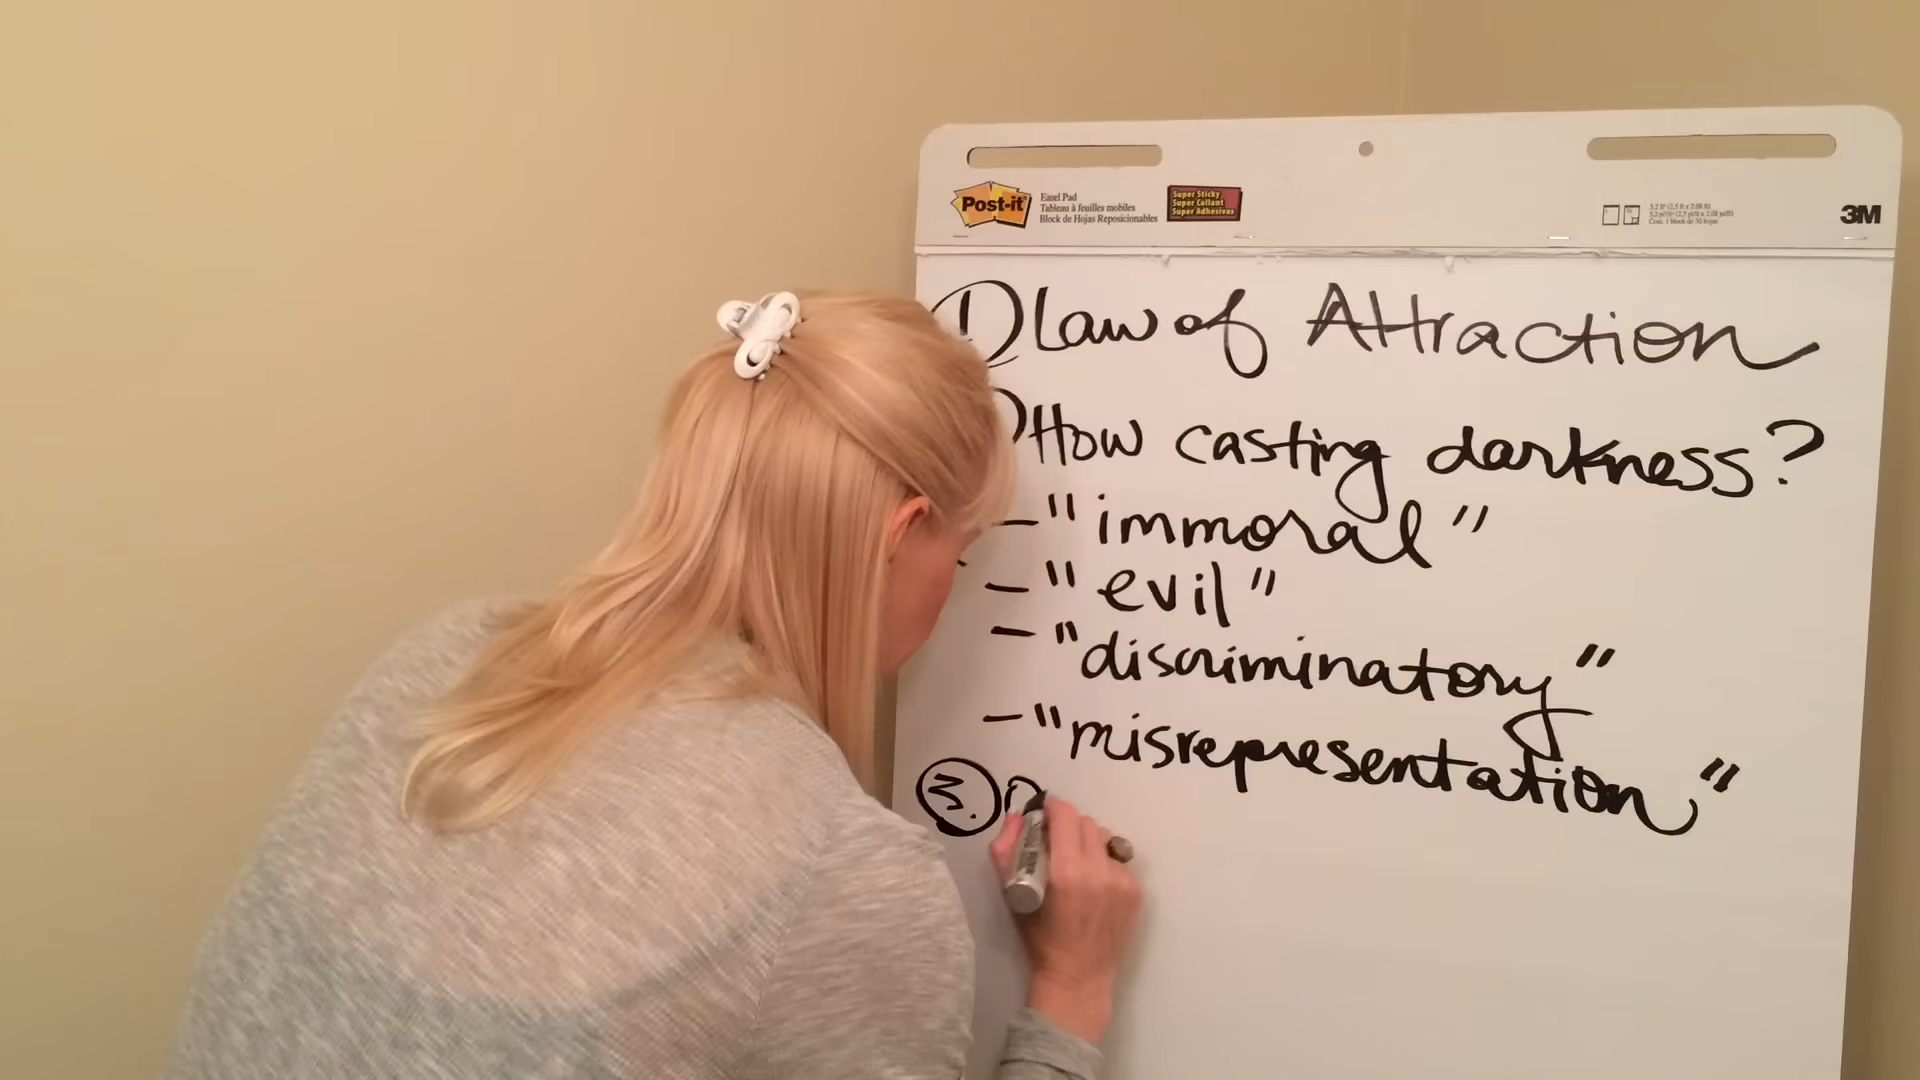 Post-it
Easel Pad
Tableau à feuilles mobiles
Block de Hojas Reposicionables
Super Sticky
Super Collant
Super Adhesivas
3M
1) Law of Attraction
) How casting darkness?
- "immoral"
- "evil"
- "discriminatory"
- "misrepresentation"
3.